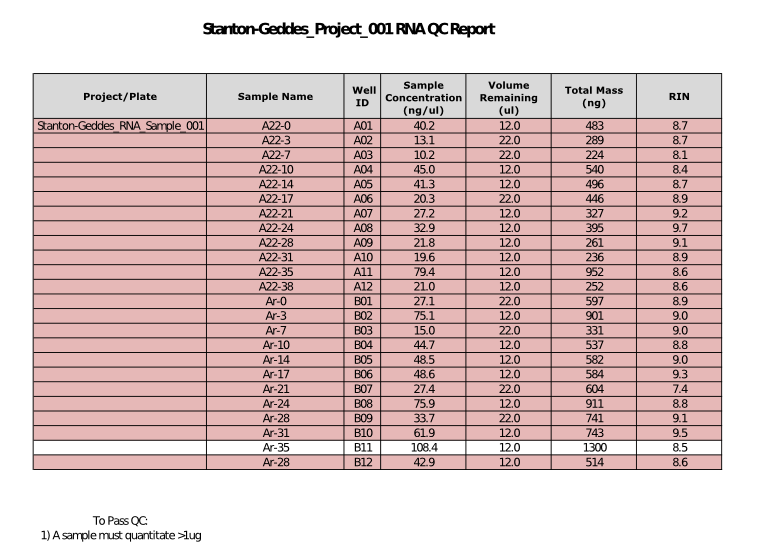 Stanton-Geddes_Project_001 RNA QC Report
Project/Plate Sample Name Well ID Sample Concentration (ng/ul) Volume Remaining (ul) Total Mass (ng) RIN
Stanton-Geddes_RNA_Sample_001 A22-0 A01 40.2 12.0 483 8.7
A22-3 A02 13.1 22.0 289 8.7
A22-7 A03 10.2 22.0 224 8.1
A22-10 A04 45.0 12.0 540 8.4
A22-14 A05 41.3 12.0 496 8.7
A22-17 A06 20.3 22.0 446 8.9
A22-21 A07 27.2 12.0 327 9.2
A22-24 A08 32.9 12.0 395 9.7
A22-28 A09 21.8 12.0 261 9.1
A22-31 A10 19.6 12.0 236 8.9
A22-35 A11 79.4 12.0 952 8.6
A22-38 A12 21.0 12.0 252 8.6
Ar-0 B01 27.1 22.0 597 8.9
Ar-3 B02 75.1 12.0 901 9.0
Ar-7 B03 15.0 22.0 331 9.0
Ar-10 B04 44.7 12.0 537 8.8
Ar-14 B05 48.5 12.0 582 9.0
Ar-17 B06 48.6 12.0 584 9.3
Ar-21 B07 27.4 22.0 604 7.4
Ar-24 B08 75.9 12.0 911 8.8
Ar-28 B09 33.7 22.0 741 9.1
Ar-31 B10 61.9 12.0 743 9.5
Ar-35 B11 108.4 12.0 1300 8.5
Ar-28 B12 42.9 12.0 514 8.6
To Pass QC:
1) A sample must quantitate >1ug